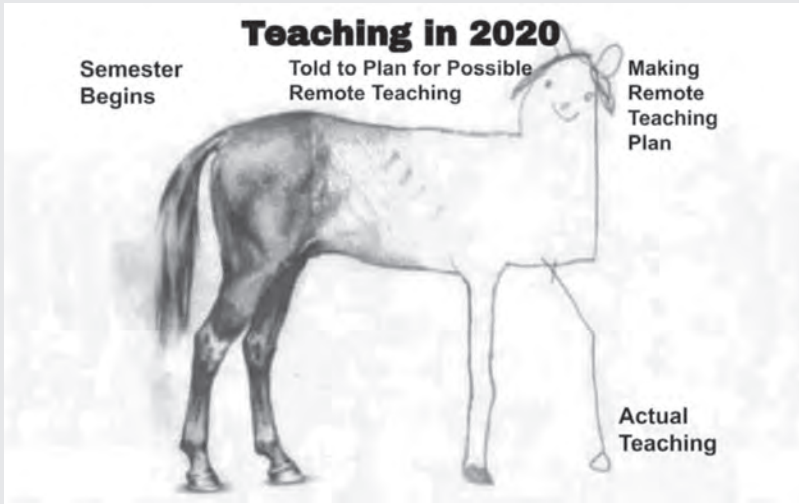 Teaching in 2020
Semester
Begins
Told to Plan for Possible
Remote Teaching
Making
Remote
Teaching
Plan
Actual
Teaching